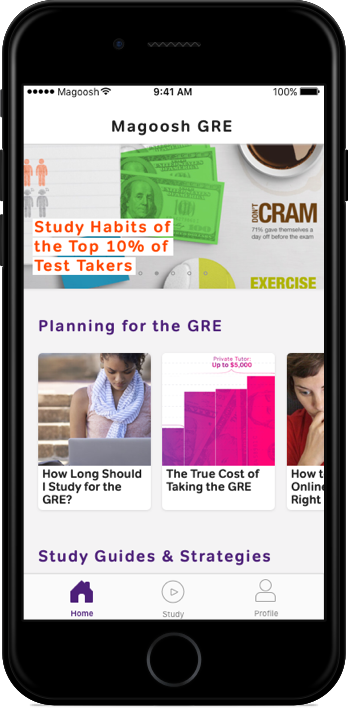 Magoosh
9:41 AM
100%
Magoosh GRE
DON'T
CRAM
71% gave themselves a
day off before the exam
Study Habits of
the Top 10% of
Test Takers
EXERCISE
Planning for the GRE
Private Tutor:
Up to $5,000
How Long Should
I Study for the
GRE?
The True Cost of
Taking the GRE
How t
Online
Right
Study Guides & Strategies
Home
Study
Profile